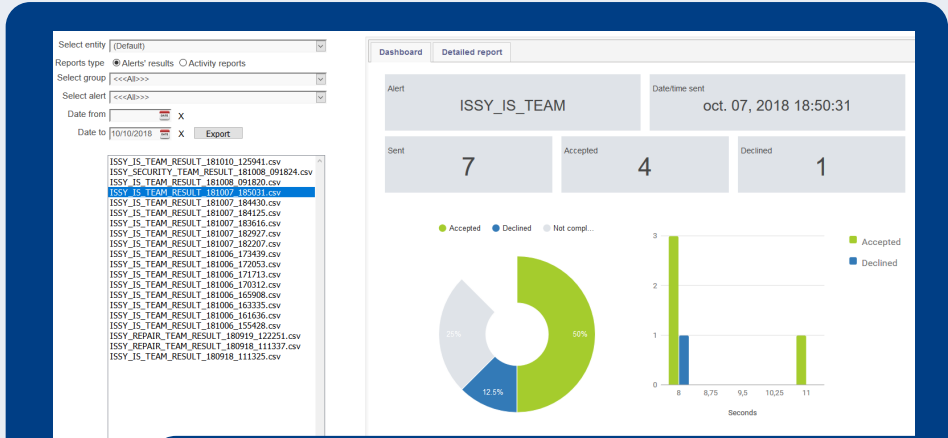 Select entity (Default)
Reports type Alerts' results Activity reports
Select group <<<All>>>
Select alert <<<All>>>
Date from X
Date to 10/10/2018 X Export
ISSY_IS_TEAM_RESULT_181010_125941.csv
ISSY_SECURITY_TEAM_RESULT_181008_091824.csv
ISSY_IS_TEAM_RESULT_181008_091820.csv
ISSY_IS_TEAM_RESULT_181007_185031.csv
ISSY_IS_TEAM_RESULT_181007_184430.csv
ISSY_IS_TEAM_RESULT_181007_184125.csv
ISSY_IS_TEAM_RESULT_181007_183616.csv
ISSY_IS_TEAM_RESULT_181007_182927.csv
ISSY_IS_TEAM_RESULT_181007_182207.csv
ISSY_IS_TEAM_RESULT_181006_173439.csv
ISSY_IS_TEAM_RESULT_181006_172053.csv
ISSY_IS_TEAM_RESULT_181006_171713.csv
ISSY_IS_TEAM_RESULT_181006_170312.csv
ISSY_IS_TEAM_RESULT_181006_165908.csv
ISSY_IS_TEAM_RESULT_181006_163335.csv
ISSY_IS_TEAM_RESULT_181006_161636.csv
ISSY_IS_TEAM_RESULT_181006_155428.csv
ISSY_REPAIR_TEAM_RESULT_180919_122251.csv
ISSY_REPAIR_TEAM_RESULT_180918_111337.csv
ISSY_IS_TEAM_RESULT_180918_111325.csv
Dashboard Detailed report
Alert
ISSY_IS_TEAM
Date/time sent
oct. 07, 2018 18:50:31
Sent
7
Accepted
4
Declined
1
Accepted Declined Not compl...
25%
50%
12.5%
3
2
1
0
8 8,75 9,5 10,25 11
Seconds
Accepted
Declined